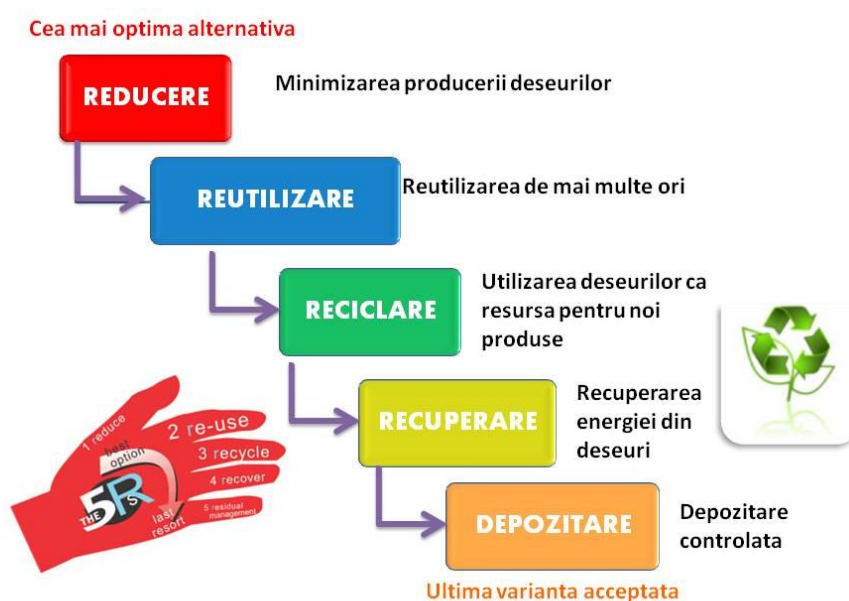 Cea mai optima alternativa
REDUCERE
Minimizarea producerii deseurilor
REUTILIZARE
Reutilizarea de mai multe ori
RECICLARE
Utilizarea deseurilor ca
resursa pentru noi
produse
RECUPERARE
Recuperarea
energiei din
deseuri
DEPOZITARE
Depozitare
controlata
Ultima varianta acceptata
1 reduce
2 re-use
3 recycle
4 recover
5 residual
management
best
option
THE 5RS
last
resort